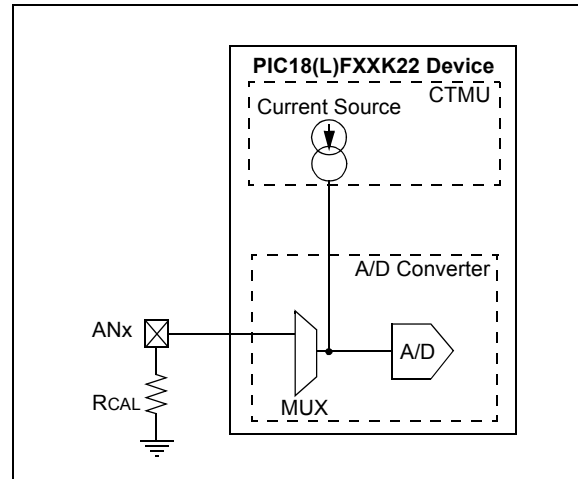 PIC18(L)FXXK22 Device
CTMU
Current Source
A/D Converter
ANx
A/D
RCAL
MUX